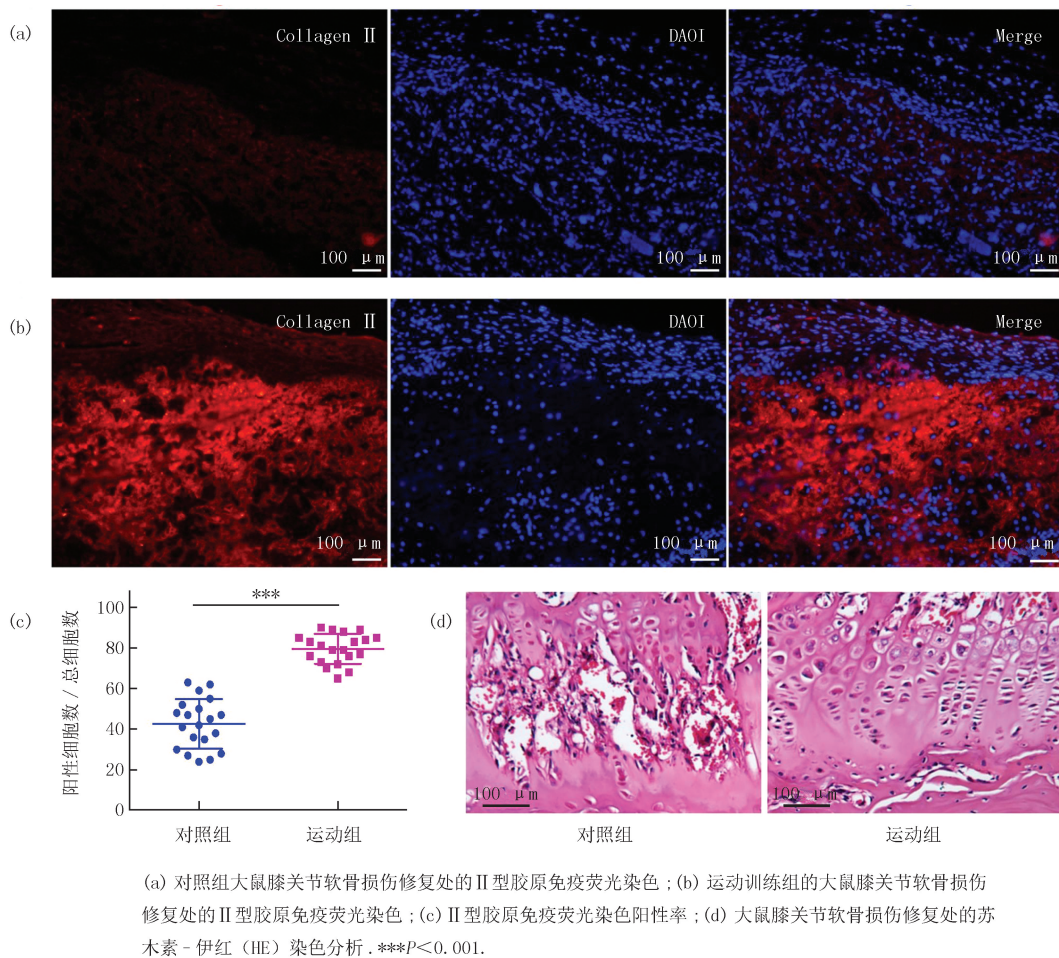 (a)
Collagen Ⅱ
DAOI
Merge
100 μm
100 μm
100 μm
(b)
Collagen Ⅱ
DAOI
Merge
100 μm
100 μm
100 μm
(c)
***
100
80
60
40
20
0
阳性细胞数 / 总细胞数
对照组
运动组
(d)
100 μm
100 μm
对照组
运动组
(a) 对照组大鼠膝关节软骨损伤修复处的Ⅱ型胶原免疫荧光染色;(b) 运动训练组的大鼠膝关节软骨损伤
修复处的Ⅱ型胶原免疫荧光染色;(c) Ⅱ型胶原免疫荧光染色阳性率;(d) 大鼠膝关节软骨损伤修复处的苏
木素-伊红 (HE) 染色分析.***P<0.001.